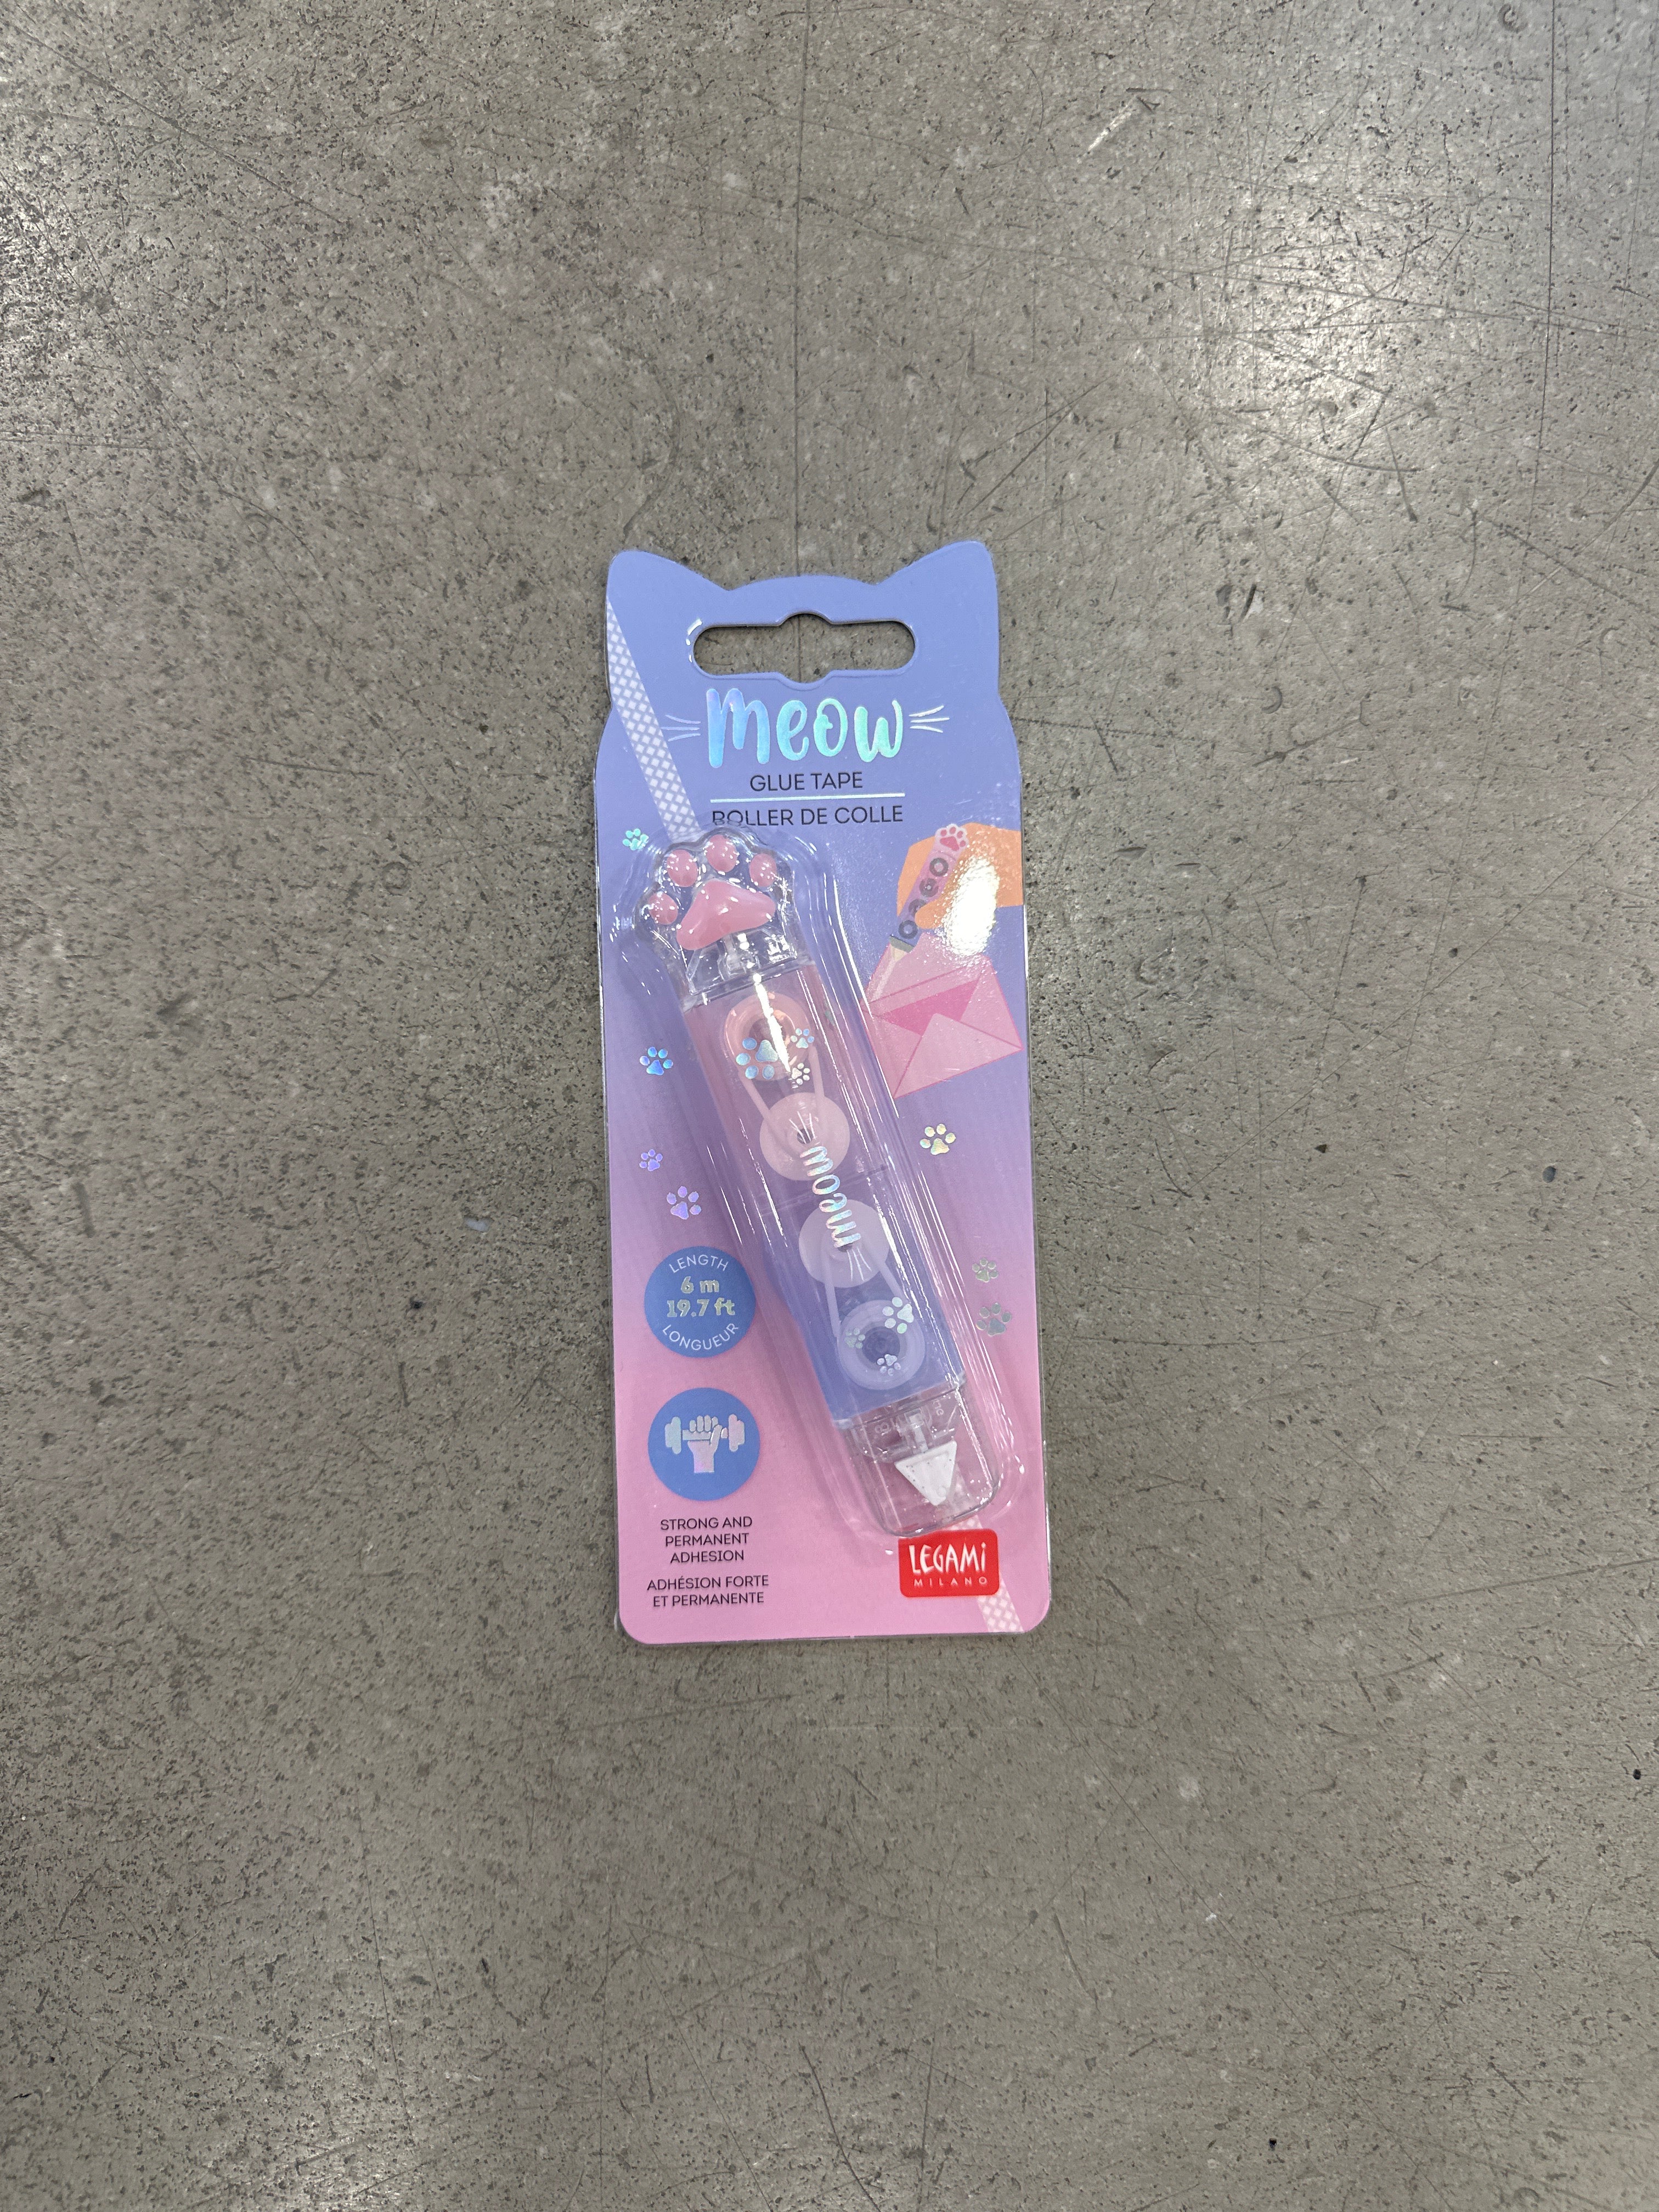 meow
GLUE TAPE
ROLLER DE COLLE
meow
LENGTH
6 m
19.7 ft
LONGUEUR
STRONG AND
PERMANENT
ADHESION
ADHÉSION FORTE
ET PERMANENTE
LEGAMi
MILANO